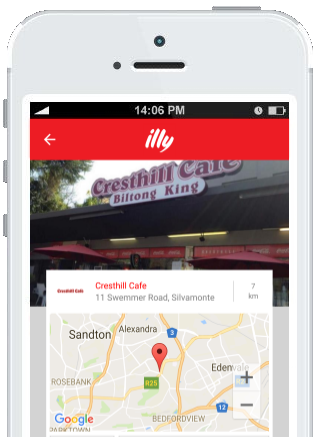 14:06 PM
illy
Cresthill Cafe
Biltong King
Cresthill Cafe
Cresthill Cafe
7
11 Swemmer Road, Silvamonte
km
Sandton
Alexandra
3
Edenvale
R25
ROSEBANK
12
Google
BEDFORDVIEW
PARKTOWN